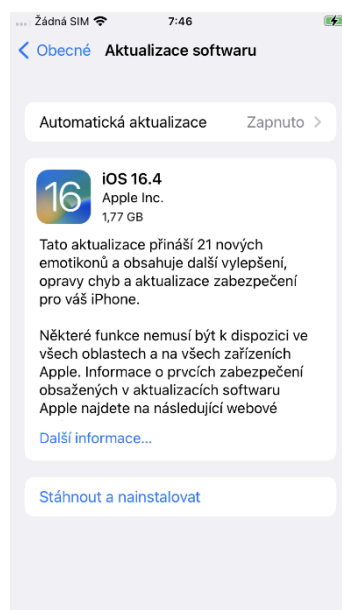 Žádná SIM 7:46
Obecné Aktualizace softwaru
Automatická aktualizace Zapnuto
16
iOS 16.4
Apple Inc.
1,77 GB
Tato aktualizace přináší 21 nových
emotikonů a obsahuje další vylepšení,
opravy chyb a aktualizace zabezpečení
pro váš iPhone.
Některé funkce nemusí být k dispozici ve
všech oblastech a na všech zařízeních
Apple. Informace o prvcích zabezpečení
obsažených v aktualizacích softwaru
Apple najdete na následující webové
Další informace...
Stáhnout a nainstalovat